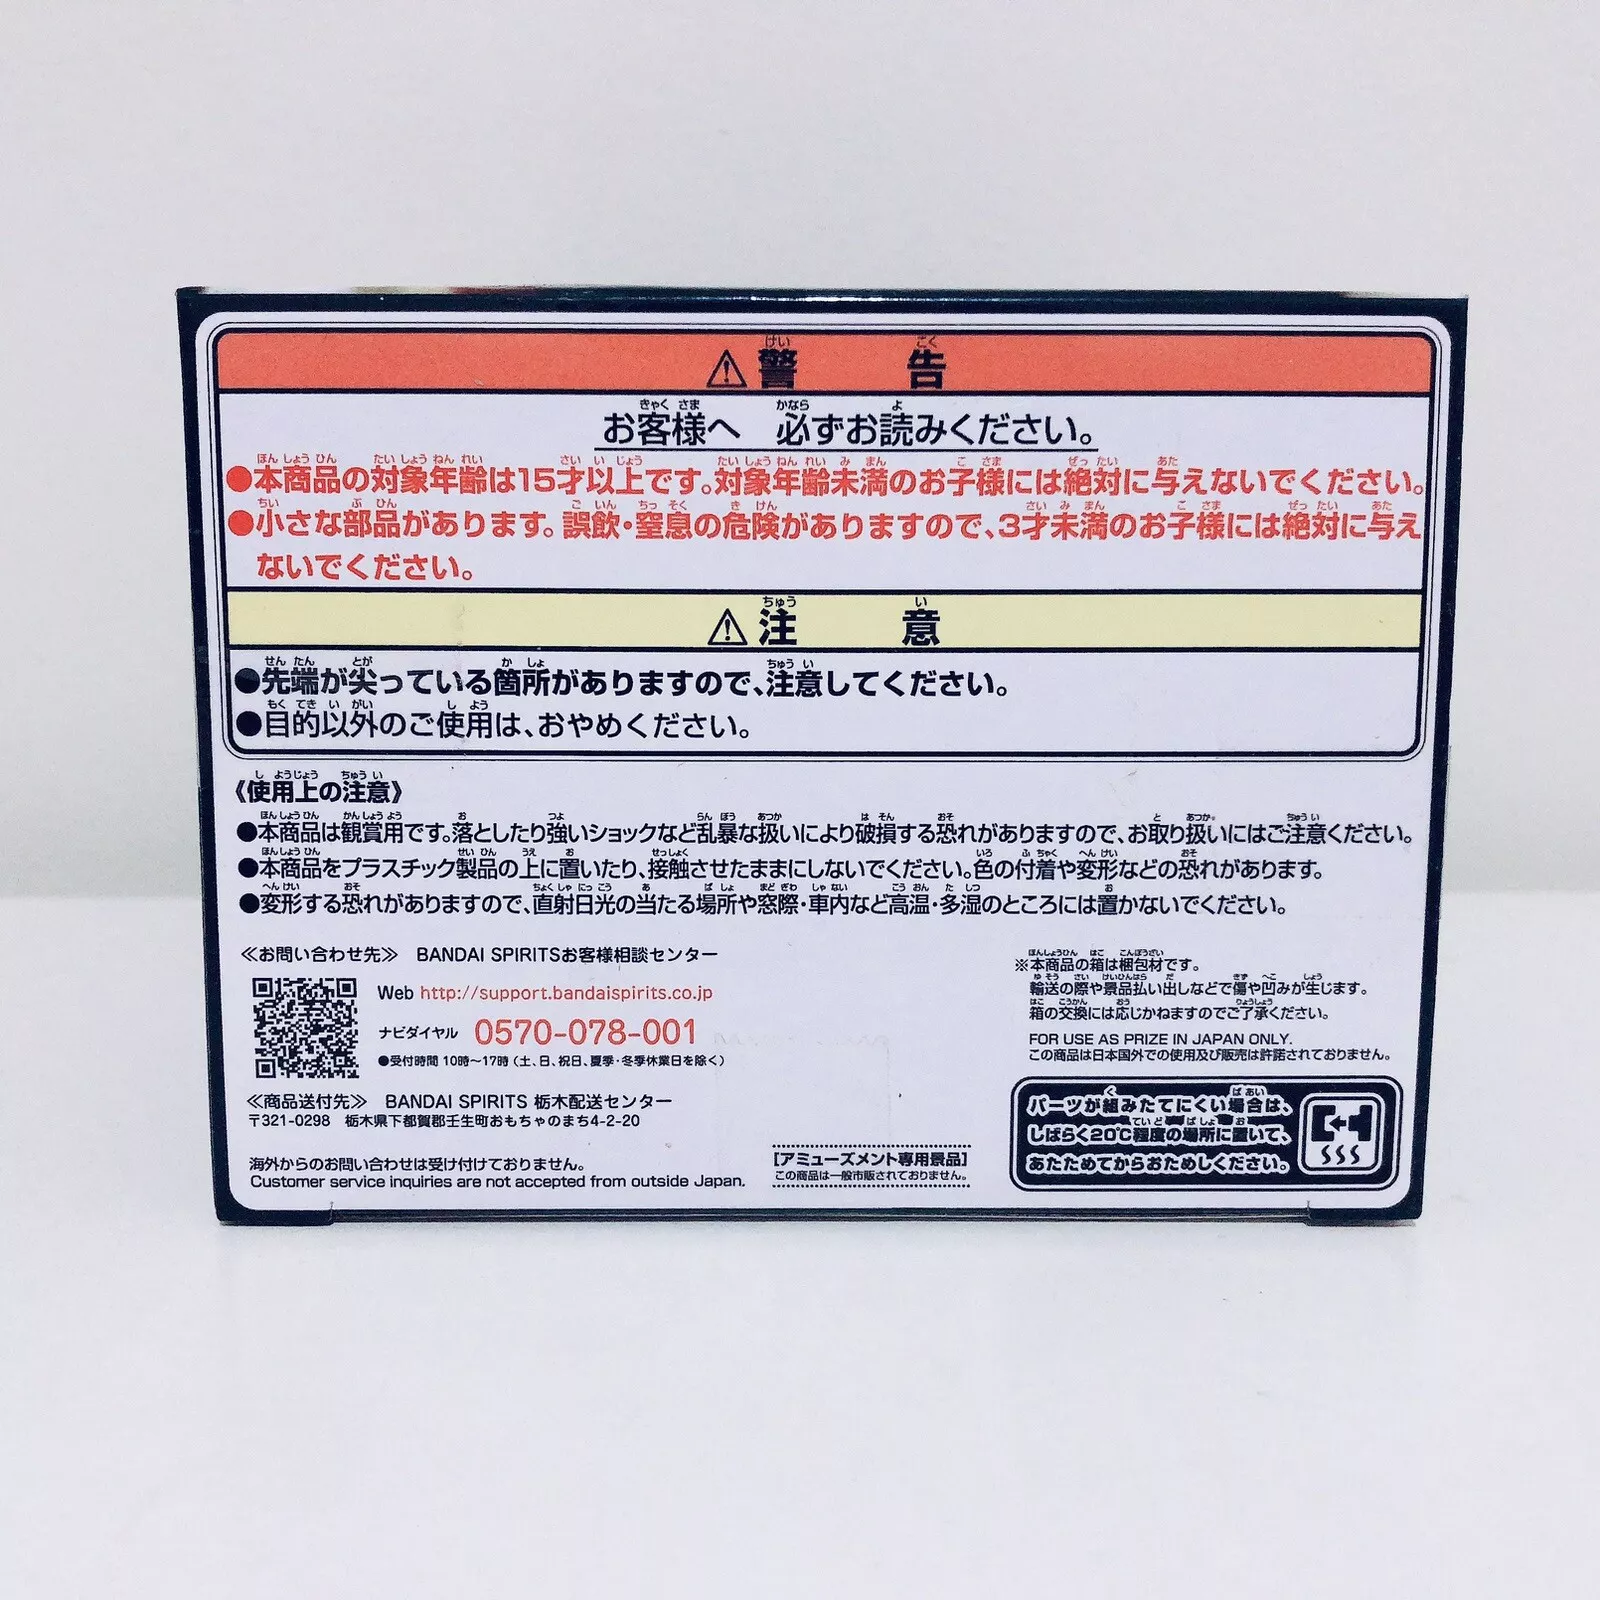 ⚠警告
お客様へ 必ずお読みください。
●本商品の対象年齢は15才以上です。対象年齢未満のお子様には絶対に与えないでください。
●小さな部品があります。誤飲・窒息の危険がありますので、3才未満のお子様には絶対に与え
ないでください。
⚠注意
●先端が尖っている箇所がありますので、注意してください。
●目的以外のご使用は、おやめください。
《使用上の注意》
●本商品は観賞用です。落としたり強いショックなど乱暴な扱いにより破損する恐れがありますので、お取り扱いにはご注意ください。
●本商品をプラスチック製品の上に置いたり、接触させたままにしないでください。色の付着や変形などの恐れがあります。
●変形する恐れがありますので、直射日光の当たる場所や窓際・車内など高温・多湿のところには置かないでください。
≪お問い合わせ先≫ BANDAI SPIRITSお客様相談センター
Web http://support.bandaispirits.co.jp
ナビダイヤル 0570-078-001
●受付時間 10時～17時(土、日、祝日、夏季・冬季休業日を除く)
≪商品送付先≫ BANDAI SPIRITS 栃木配送センター
〒321-0298 栃木県下都賀郡壬生町おもちゃのまち4-2-20
海外からのお問い合わせは受け付けておりません。
Customer service inquiries are not accepted from outside Japan.
[アミューズメント専用景品]
この商品は一般市販されておりません。
※本商品の箱は梱包材です。
輸送の際や景品払い出しなどで傷や凹みが生じます。
箱の交換には応じかねますのでご了承ください。
FOR USE AS PRIZE IN JAPAN ONLY.
この商品は日本国外での使用及び販売は許諾されておりません。
パーツが組みたてにくい場合は、
しばらく20℃程度の場所に置いて、
あたためてからおためしください。